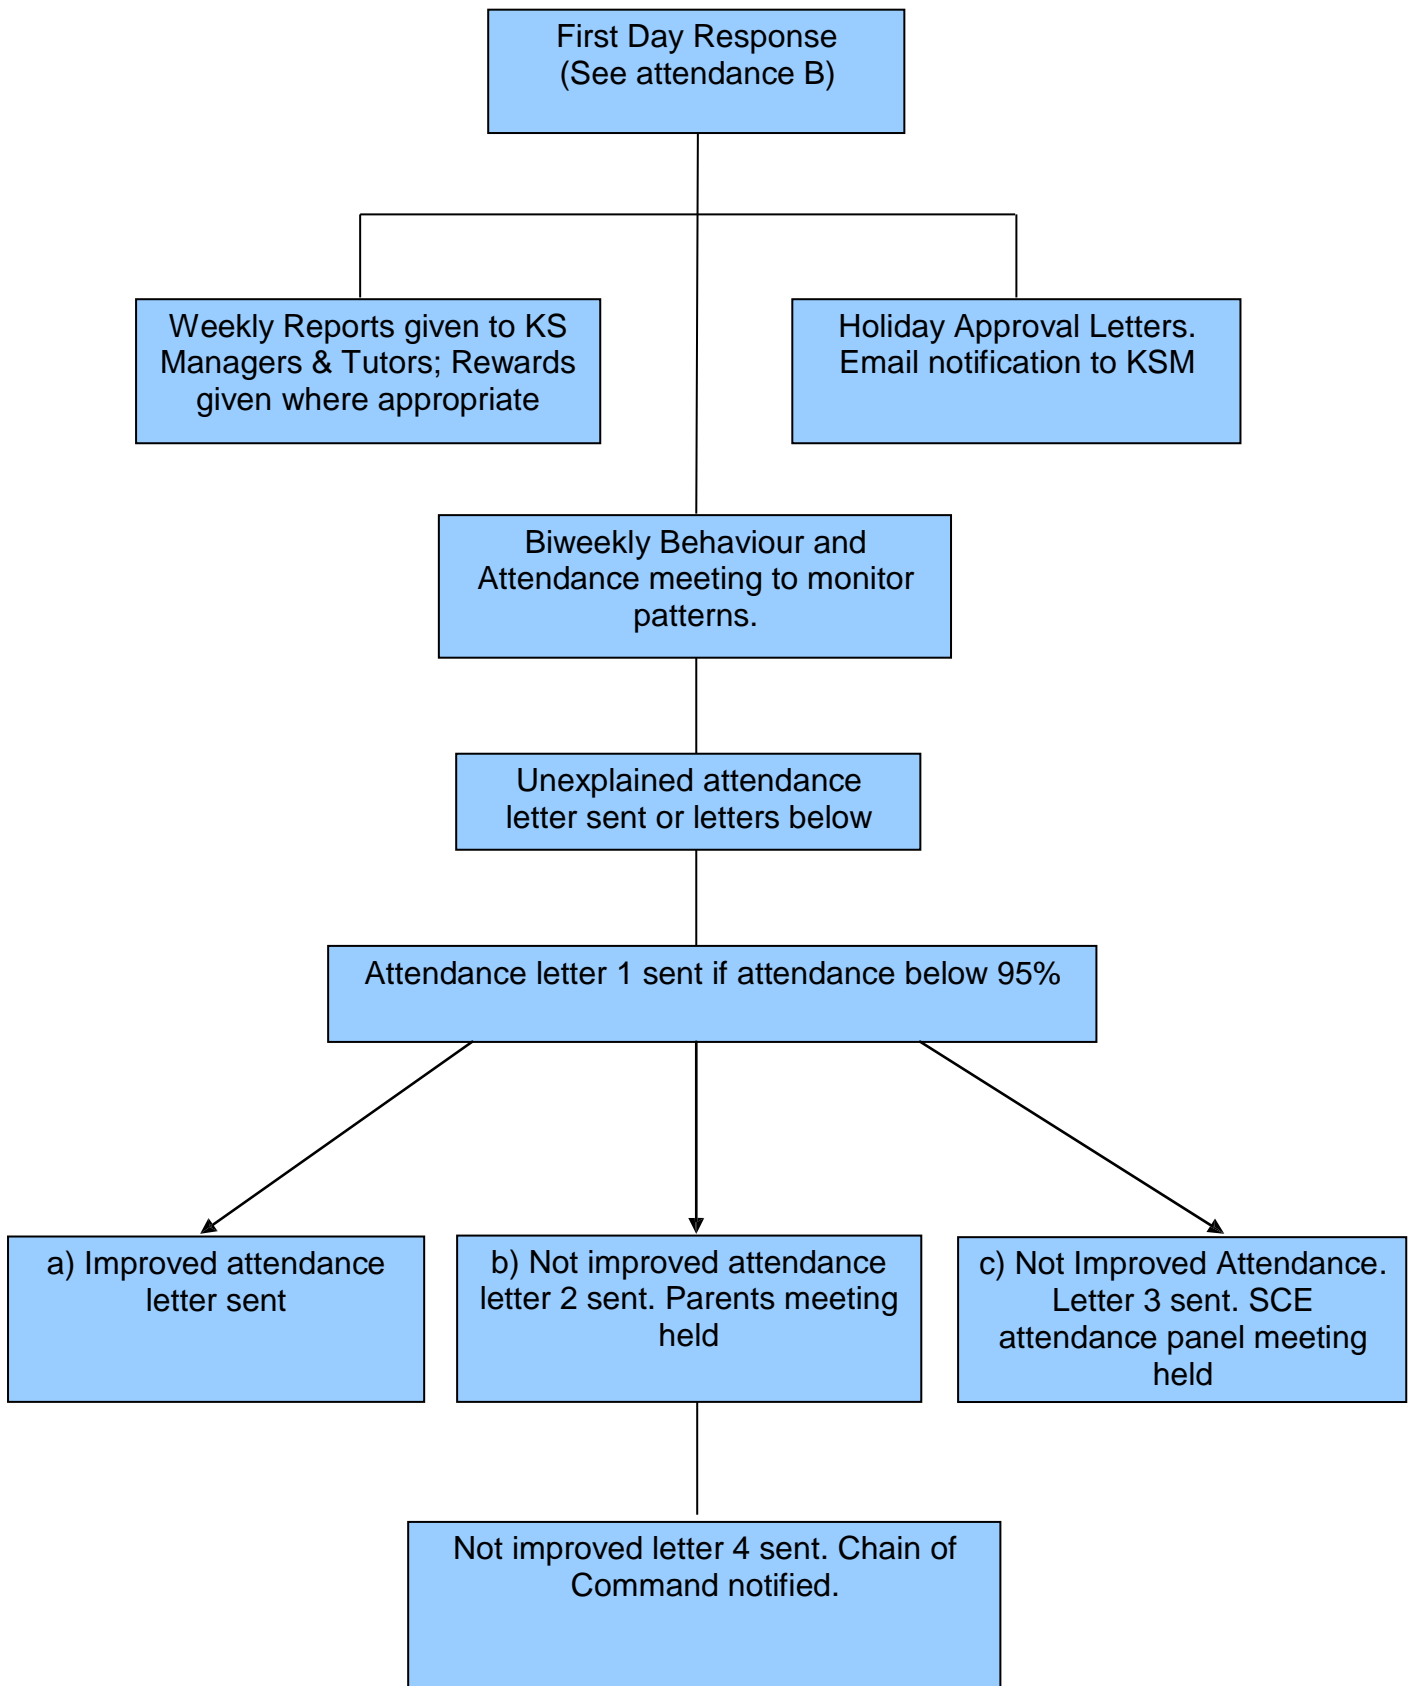 First Day Response
(See attendance B)
Weekly Reports given to KS
Managers & Tutors; Rewards
given where appropriate
Holiday Approval Letters.
Email notification to KSM
Biweekly Behaviour and
Attendance meeting to monitor
patterns.
Unexplained attendance
letter sent or letters below
Attendance letter 1 sent if attendance below 95%
a) Improved attendance
letter sent
b) Not improved attendance
letter 2 sent. Parents meeting
held
c) Not Improved Attendance.
Letter 3 sent. SCE
attendance panel meeting
held
Not improved letter 4 sent. Chain of
Command notified.